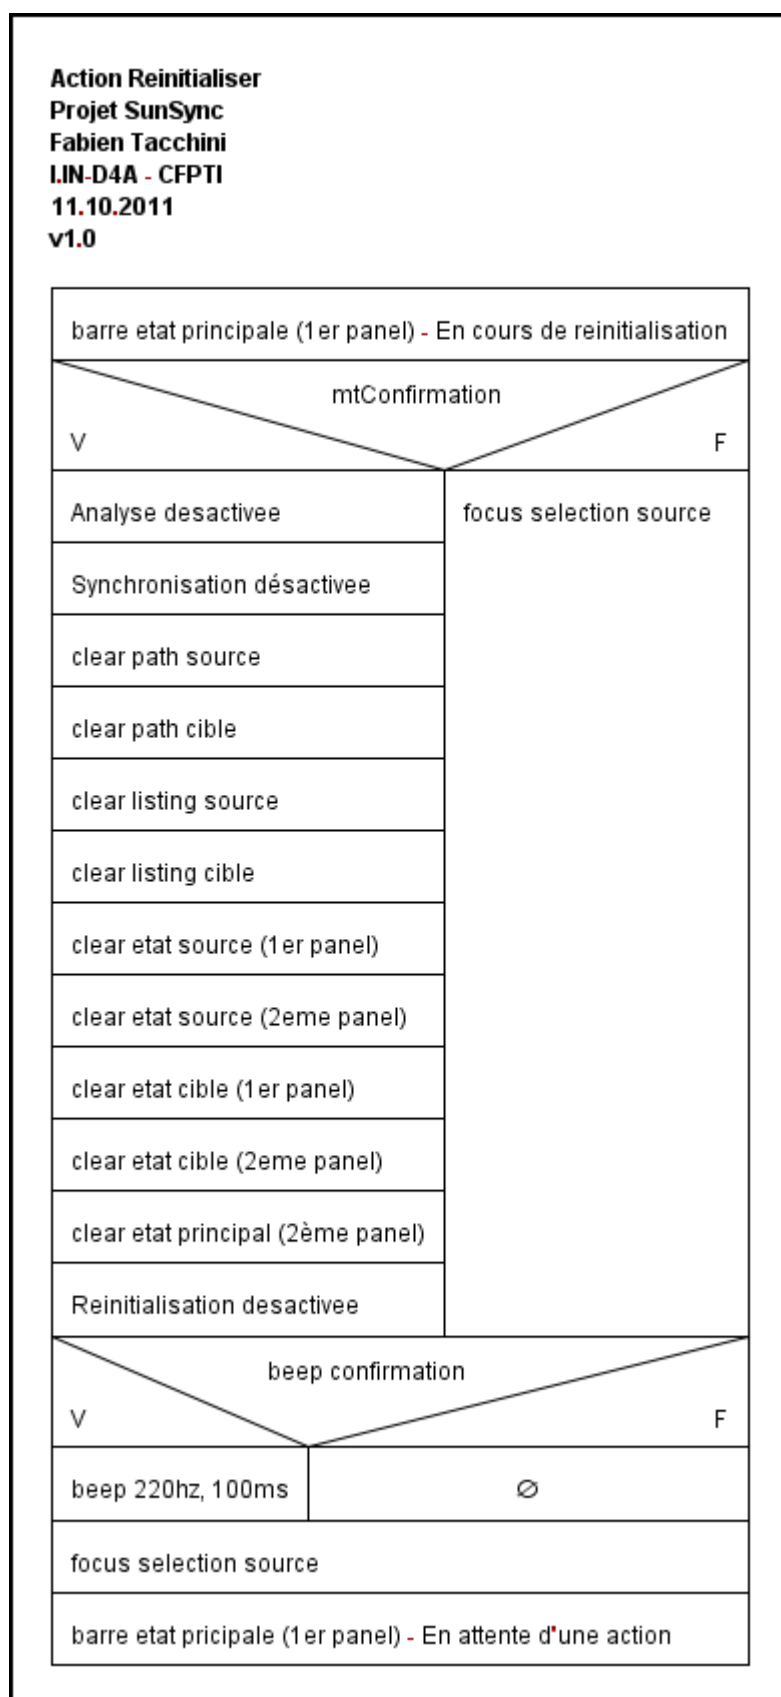 Action Reinitialiser
Projet SunSync
Fabien Tacchini
I.IN-D4A - CFPTI
11.10.2011
v1.0
barre etat principale (1er panel) - En cours de reinitialisation
mtConfirmation
V
F
Analyse desactivee
focus selection source
Synchronisation désactivee
clear path source
clear path cible
clear listing source
clear listing cible
clear etat source (1er panel)
clear etat source (2eme panel)
clear etat cible (1er panel)
clear etat cible (2eme panel)
clear etat principal (2ème panel)
Reinitialisation desactivee
beep confirmation
V
F
beep 220hz, 100ms
∅
focus selection source
barre etat pricipale (1er panel) - En attente d'une action